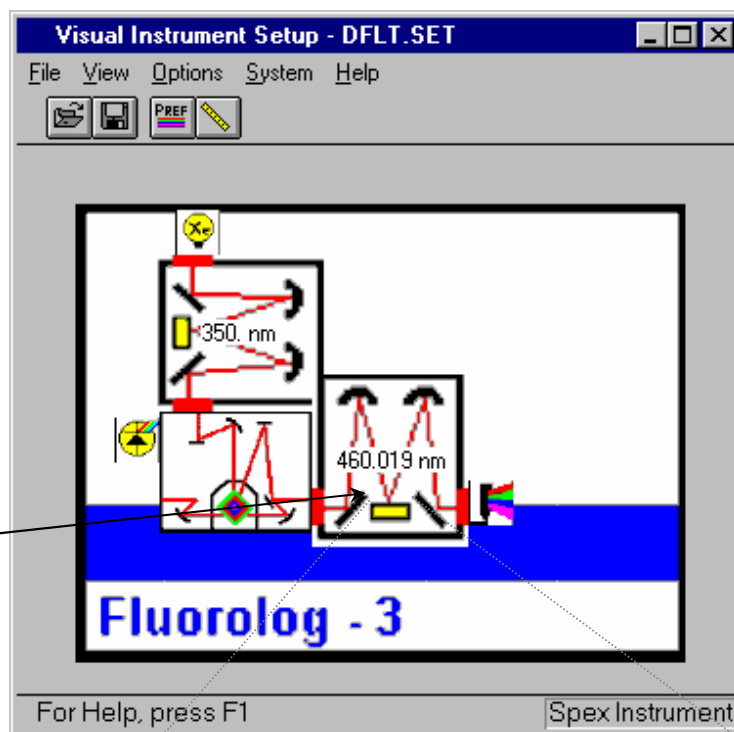 Visual Instrument Setup - DFLT.SET
File View Options System Help
PREF
Xe
350. nm
460.019 nm
Fluorolog - 3
For Help, press F1 Spex Instrument